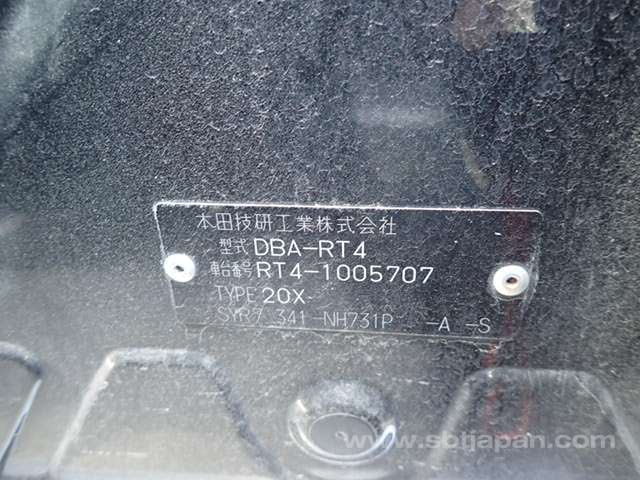 本田技研工業株式会社
型式 DBA-RT4
車台番号 RT4-1005707
TYPE 20X
SYR7 341 NH731P -A -S
www.sbtjapan.com